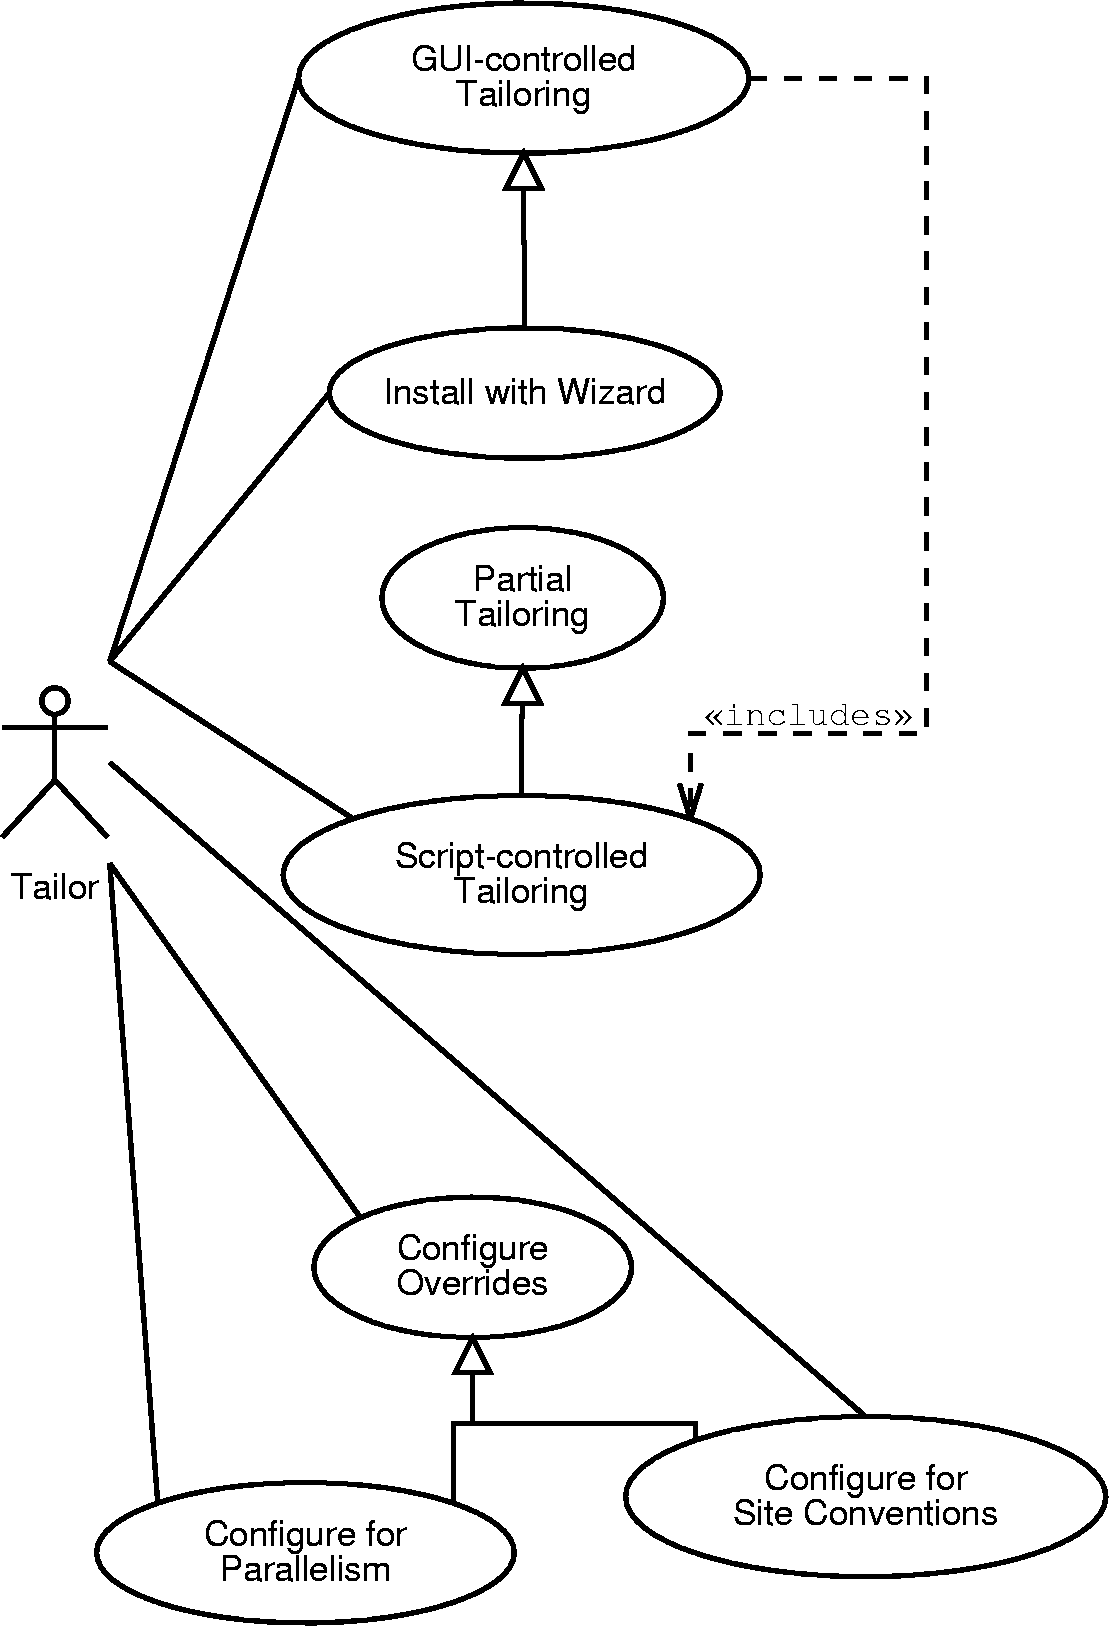 GUI-controlled
Tailoring
Install with Wizard
Partial
Tailoring
«includes»
Script-controlled
Tailoring
Tailor
Configure
Overrides
Configure for
Site Conventions
Configure for
Parallelism